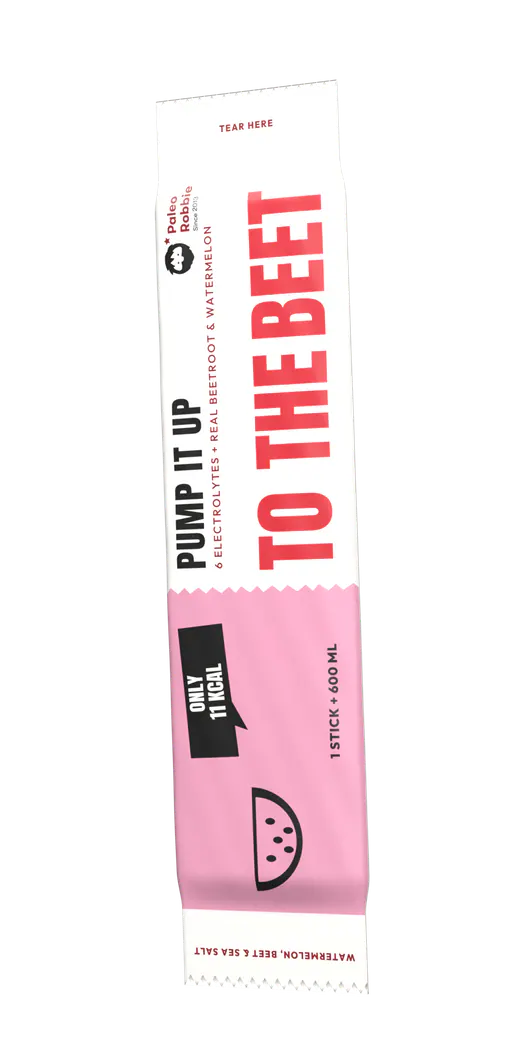 TEAR HERE
Paleo
Robbie
Since 2012
PUMP IT UP
6 ELECTROLYTES + REAL BEETROOT & WATERMELON
TO THE BEET
ONLY
11 KCAL
1 STICK + 600 ML
WATERMELON, BEET & SEA SALT